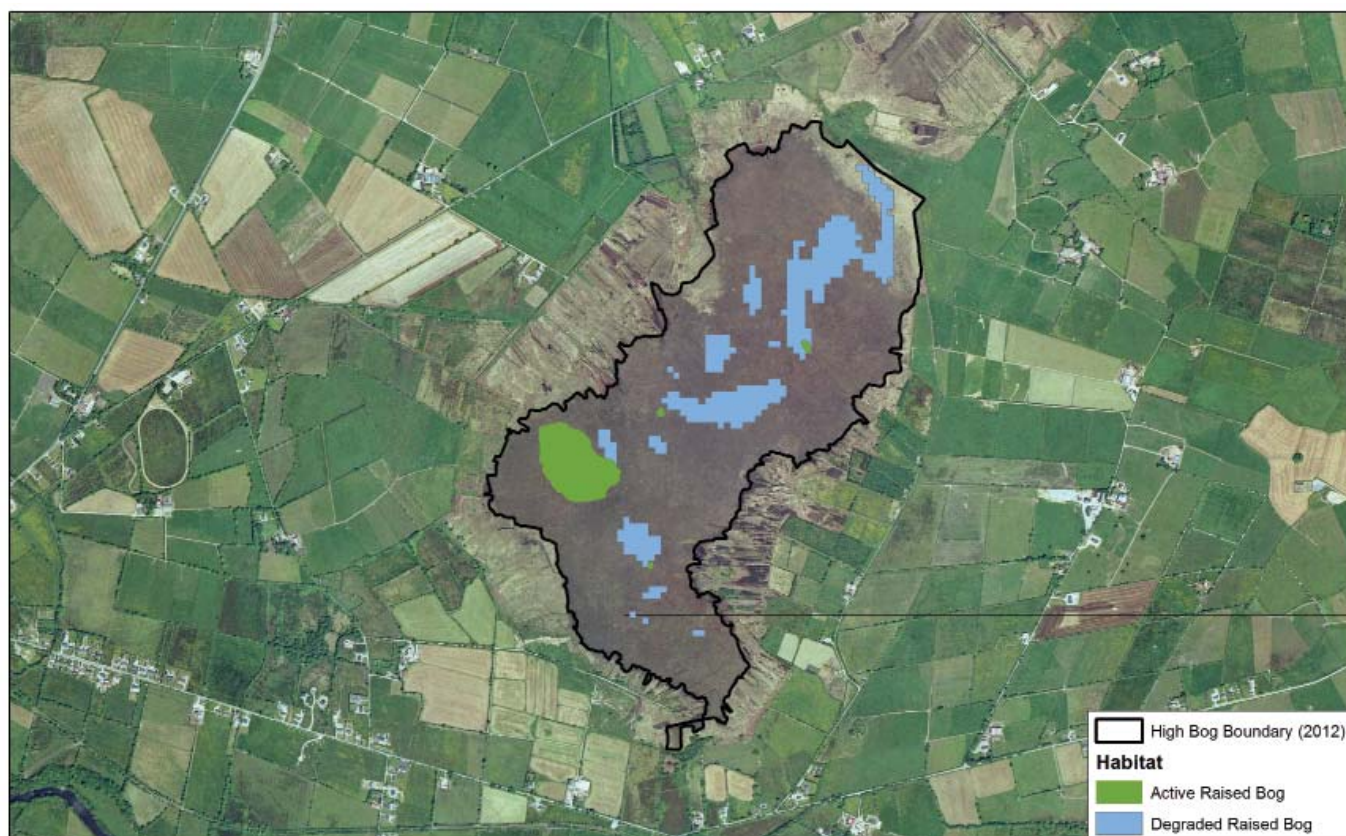 High Bog Boundary (2012)
Habitat
Active Raised Bog
Degraded Raised Bog